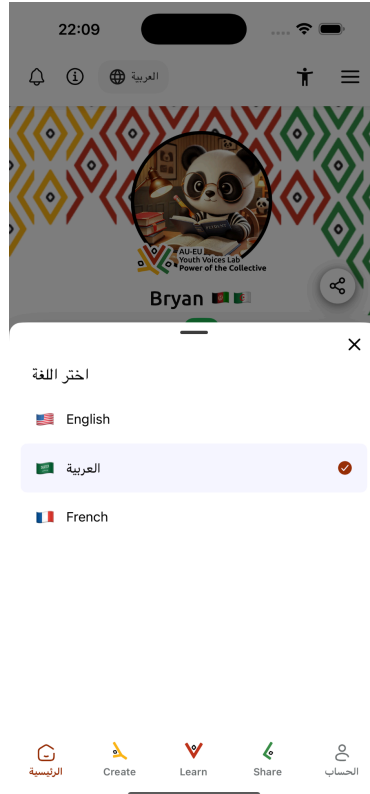 22:09
العربية
AU-EU
Youth Voices Lab
Power of the Collective
Bryan
اختر اللغة
English
العربية
French
الرئيسية
Create
Learn
Share
الحساب